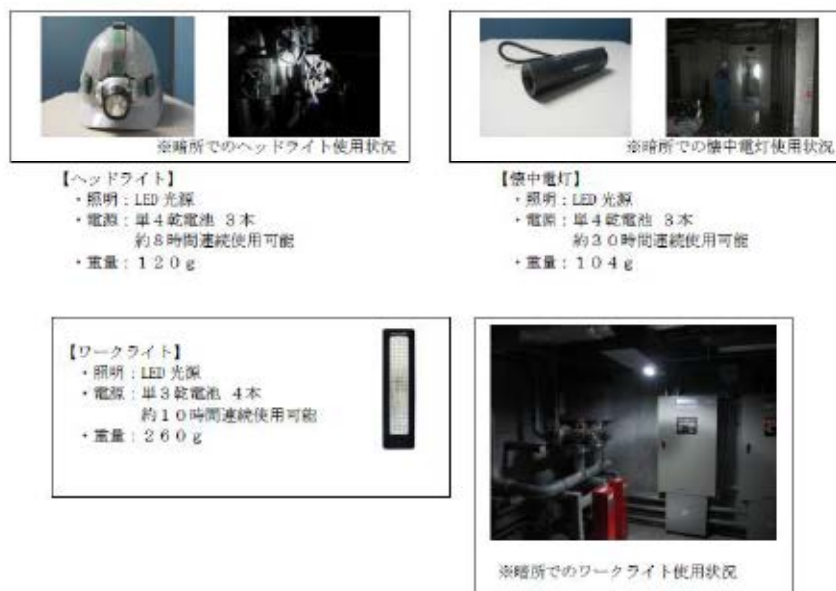 ※暗所でのヘッドライト使用状況
【ヘッドライト】
・照明：LED 光源
・電源：単４乾電池 ３本
約８時間連続使用可能
・重量：１２０ｇ
※暗所での懐中電灯使用状況
【懐中電灯】
・照明：LED 光源
・電源：単４乾電池 ３本
約３０時間連続使用可能
・重量：１０４ｇ
【ワークライト】
・照明：LED 光源
・電源：単３乾電池 ４本
約１０時間連続使用可能
・重量：２６０ｇ
※暗所でのワークライト使用状況